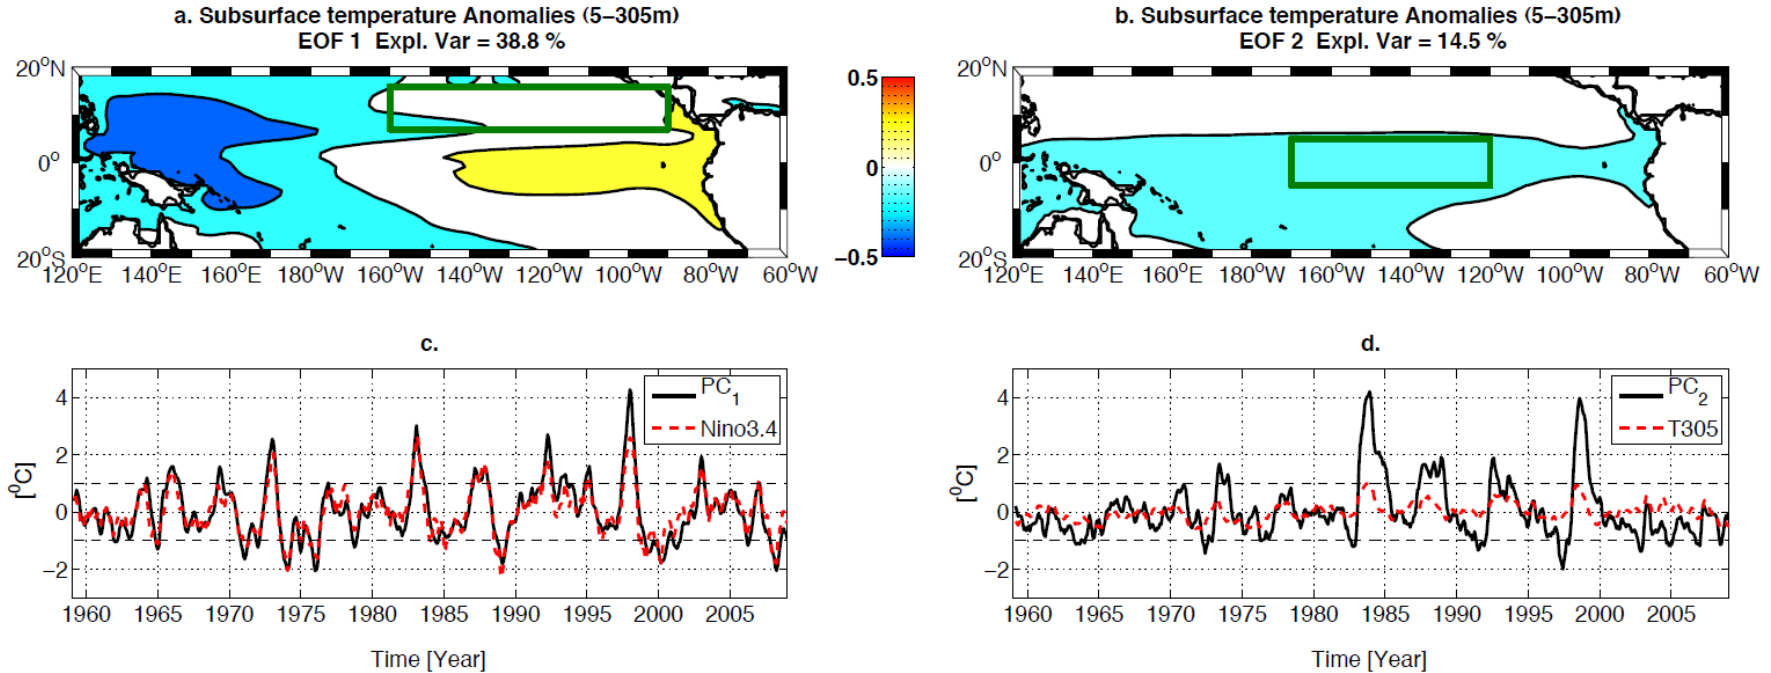 a. Subsurface temperature Anomalies (5−305m)
EOF 1 Expl. Var = 38.8 %
20°N
0°
20°S
120°E 140°E 160°E 180°W 160°W 140°W 120°W 100°W 80°W 60°W
0.5
0
−0.5
b. Subsurface temperature Anomalies (5−305m)
EOF 2 Expl. Var = 14.5 %
20°N
0°
20°S
120°E 140°E 160°E 180°W 160°W 140°W 120°W 100°W 80°W 60°W
c.
PC₁
Nino3.4
[⁰C]
4
2
0
−2
1960 1965 1970 1975 1980 1985 1990 1995 2000 2005
Time [Year]
d.
PC₂
T305
[⁰C]
4
2
0
−2
1960 1965 1970 1975 1980 1985 1990 1995 2000 2005
Time [Year]